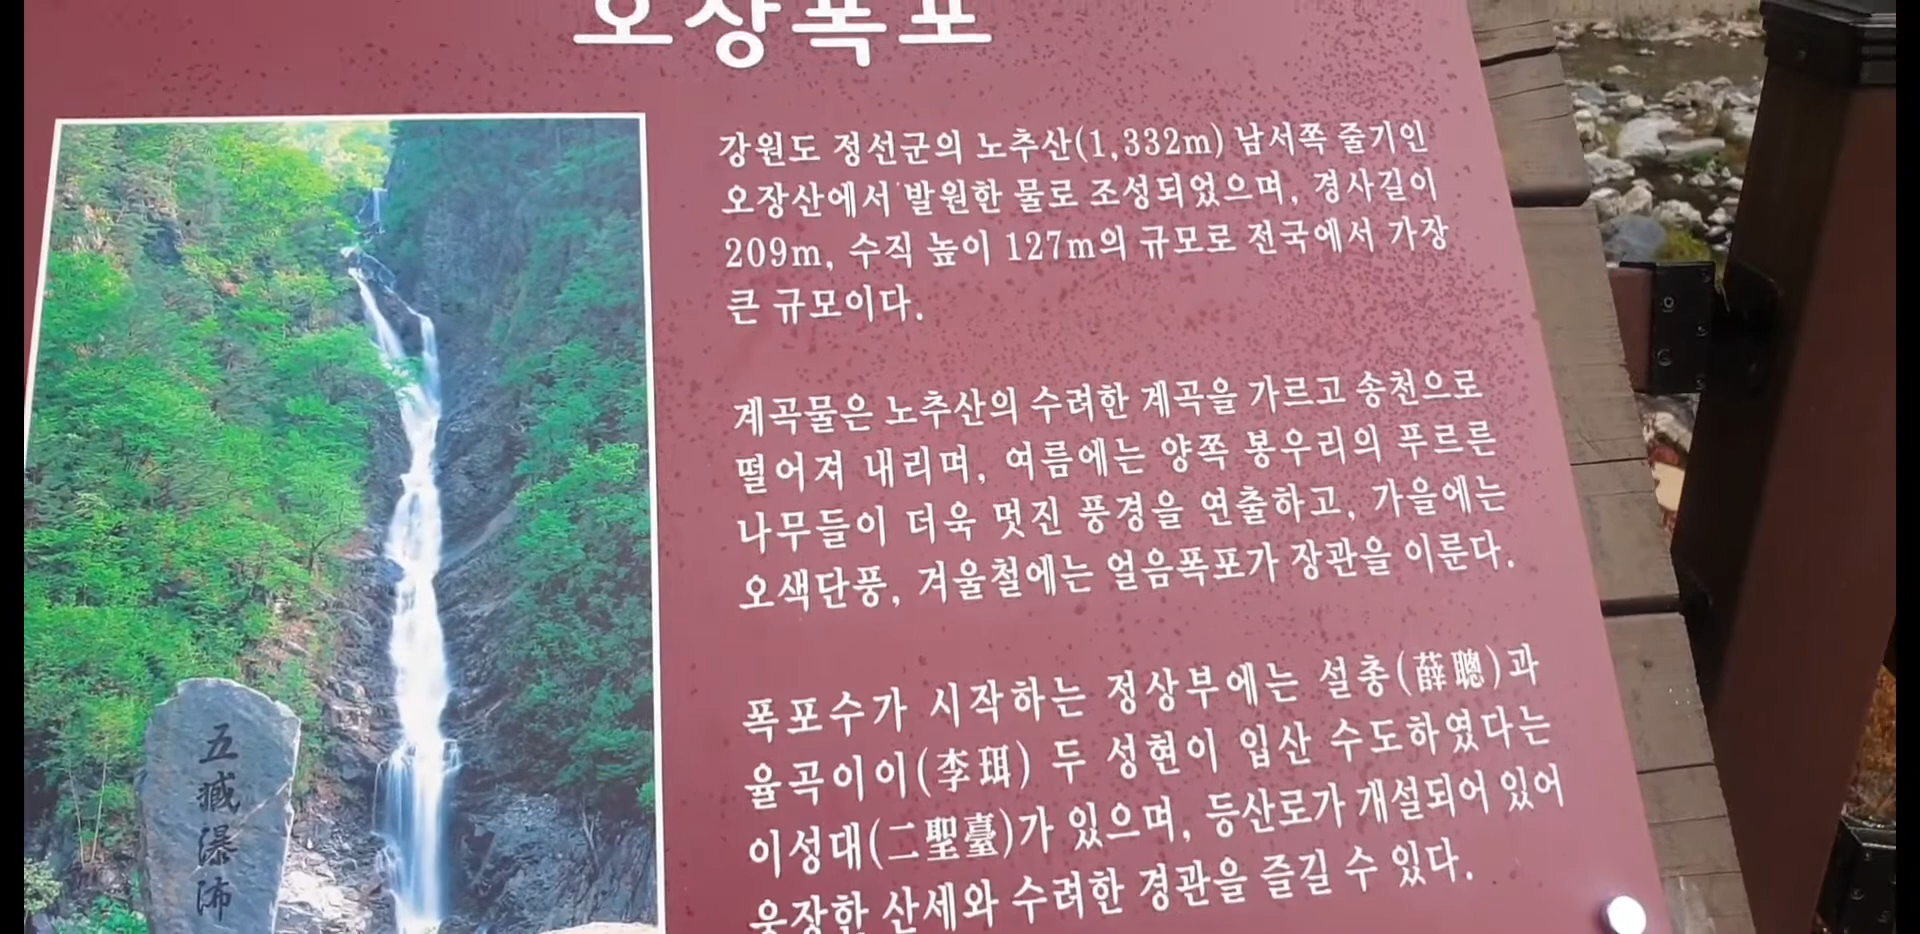 오장폭포
강원도 정선군의 노추산(1,332m) 남서쪽 줄기인
오장산에서 발원한 물로 조성되었으며, 경사길이
209m, 수직 높이 127m의 규모로 전국에서 가장
큰 규모이다.
계곡물은 노추산의 수려한 계곡을 가르고 송천으로
떨어져 내리며, 여름에는 양쪽 봉우리의 푸르른
나무들이 더욱 멋진 풍경을 연출하고, 가을에는
오색단풍, 겨울철에는 얼음폭포가 장관을 이룬다.
폭포수가 시작하는 정상부에는 설총(薛聰)과
율곡이이(李珥) 두 성현이 입산 수도하였다는
이성대(二聖臺)가 있으며, 등산로가 개설되어 있어
웅장한 산세와 수려한 경관을 즐길 수 있다.
五
臧
瀑
沛